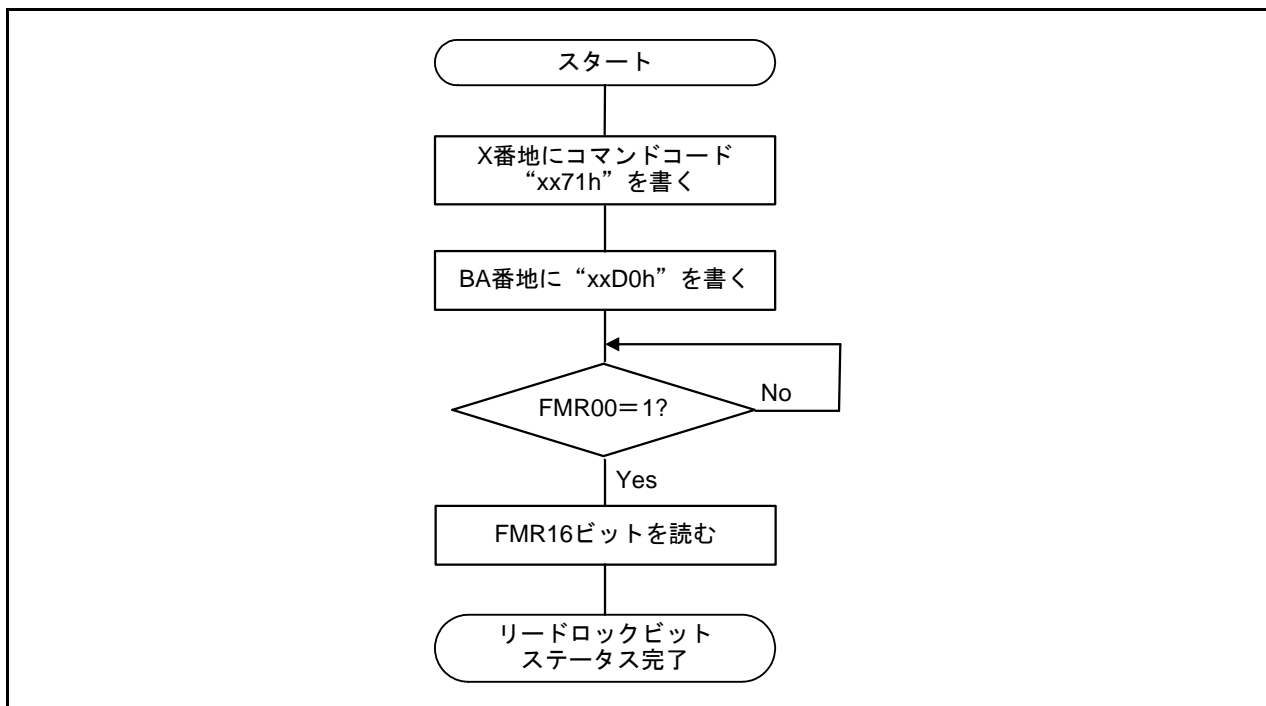 スタート
X番地にコマンドコード
“xx71h”を書く
BA番地に“xxD0h”を書く
FMR00＝1?
No
Yes
FMR16ビットを読む
リードロックビット
ステータス完了